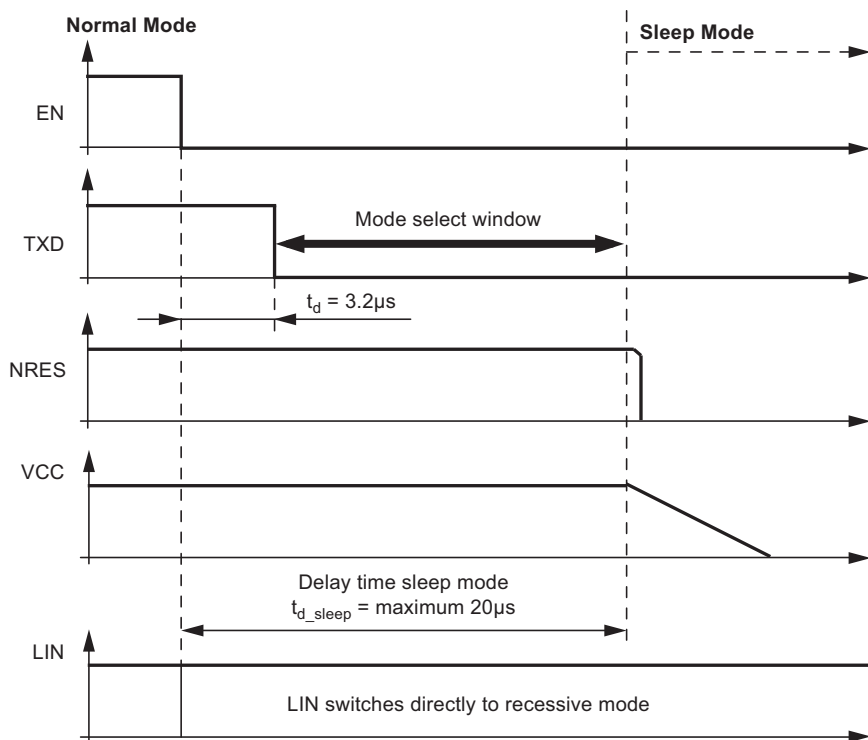 Normal Mode
Sleep Mode
EN
TXD
Mode select window
t_d = 3.2µs
NRES
VCC
Delay time sleep mode
t_d_sleep = maximum 20µs
LIN
LIN switches directly to recessive mode